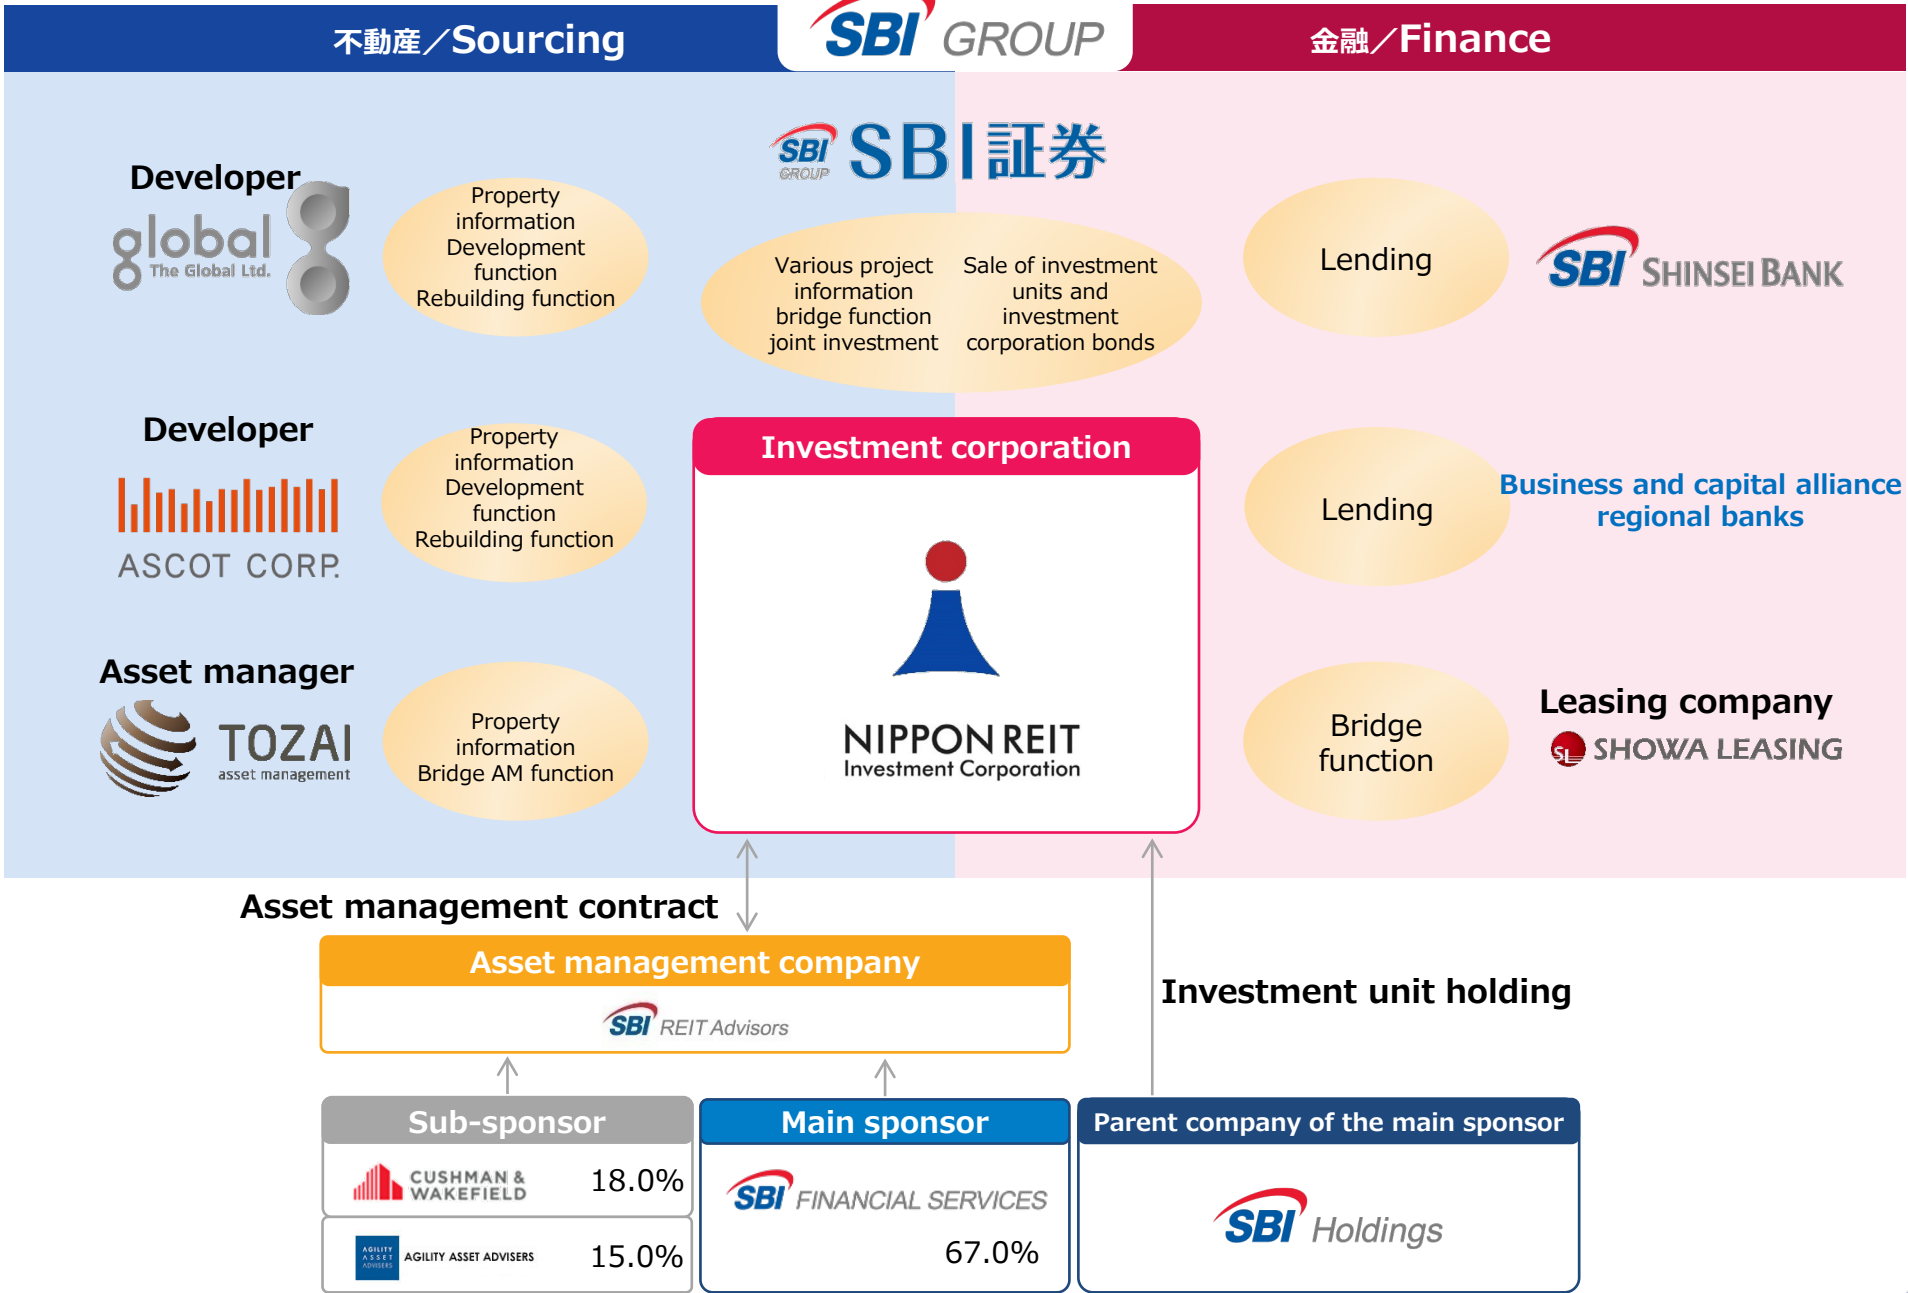 不動産／Sourcing
SBI GROUP
金融／Finance
SBI GROUP SBI証券
Developer
global
The Global Ltd.
Property
information
Development
function
Rebuilding function
Various project
information
bridge function
joint investment
Sale of investment
units and
investment
corporation bonds
Lending
SBI SHINSEI BANK
Developer
ASCOT CORP.
Property
information
Development
function
Rebuilding function
Investment corporation
NIPPON REIT
Investment Corporation
Lending
Business and capital alliance
regional banks
Asset manager
TOZAI
asset management
Property
information
Bridge AM function
Bridge
function
Leasing company
SL SHOWA LEASING
Asset management contract
Asset management company
SBI REIT Advisors
Investment unit holding
Sub-sponsor
CUSHMAN &
WAKEFIELD
18.0%
AGILITY
ASSET
ADVISERS
AGILITY ASSET ADVISERS
15.0%
Main sponsor
SBI FINANCIAL SERVICES
67.0%
Parent company of the main sponsor
SBI Holdings